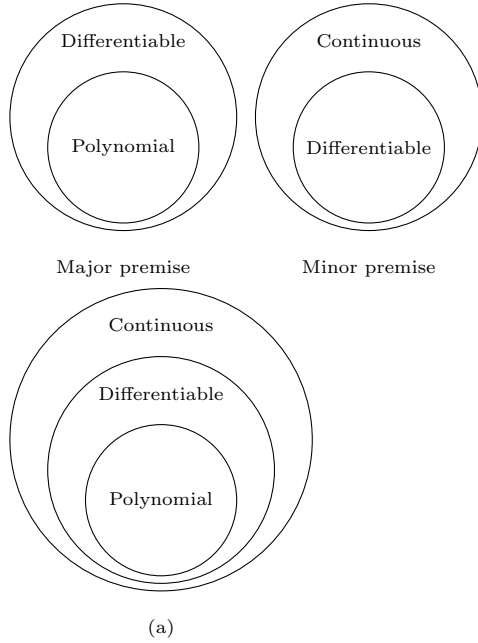 Differentiable
Polynomial
Continuous
Differentiable
Major premise
Minor premise
Continuous
Differentiable
Polynomial
(a)